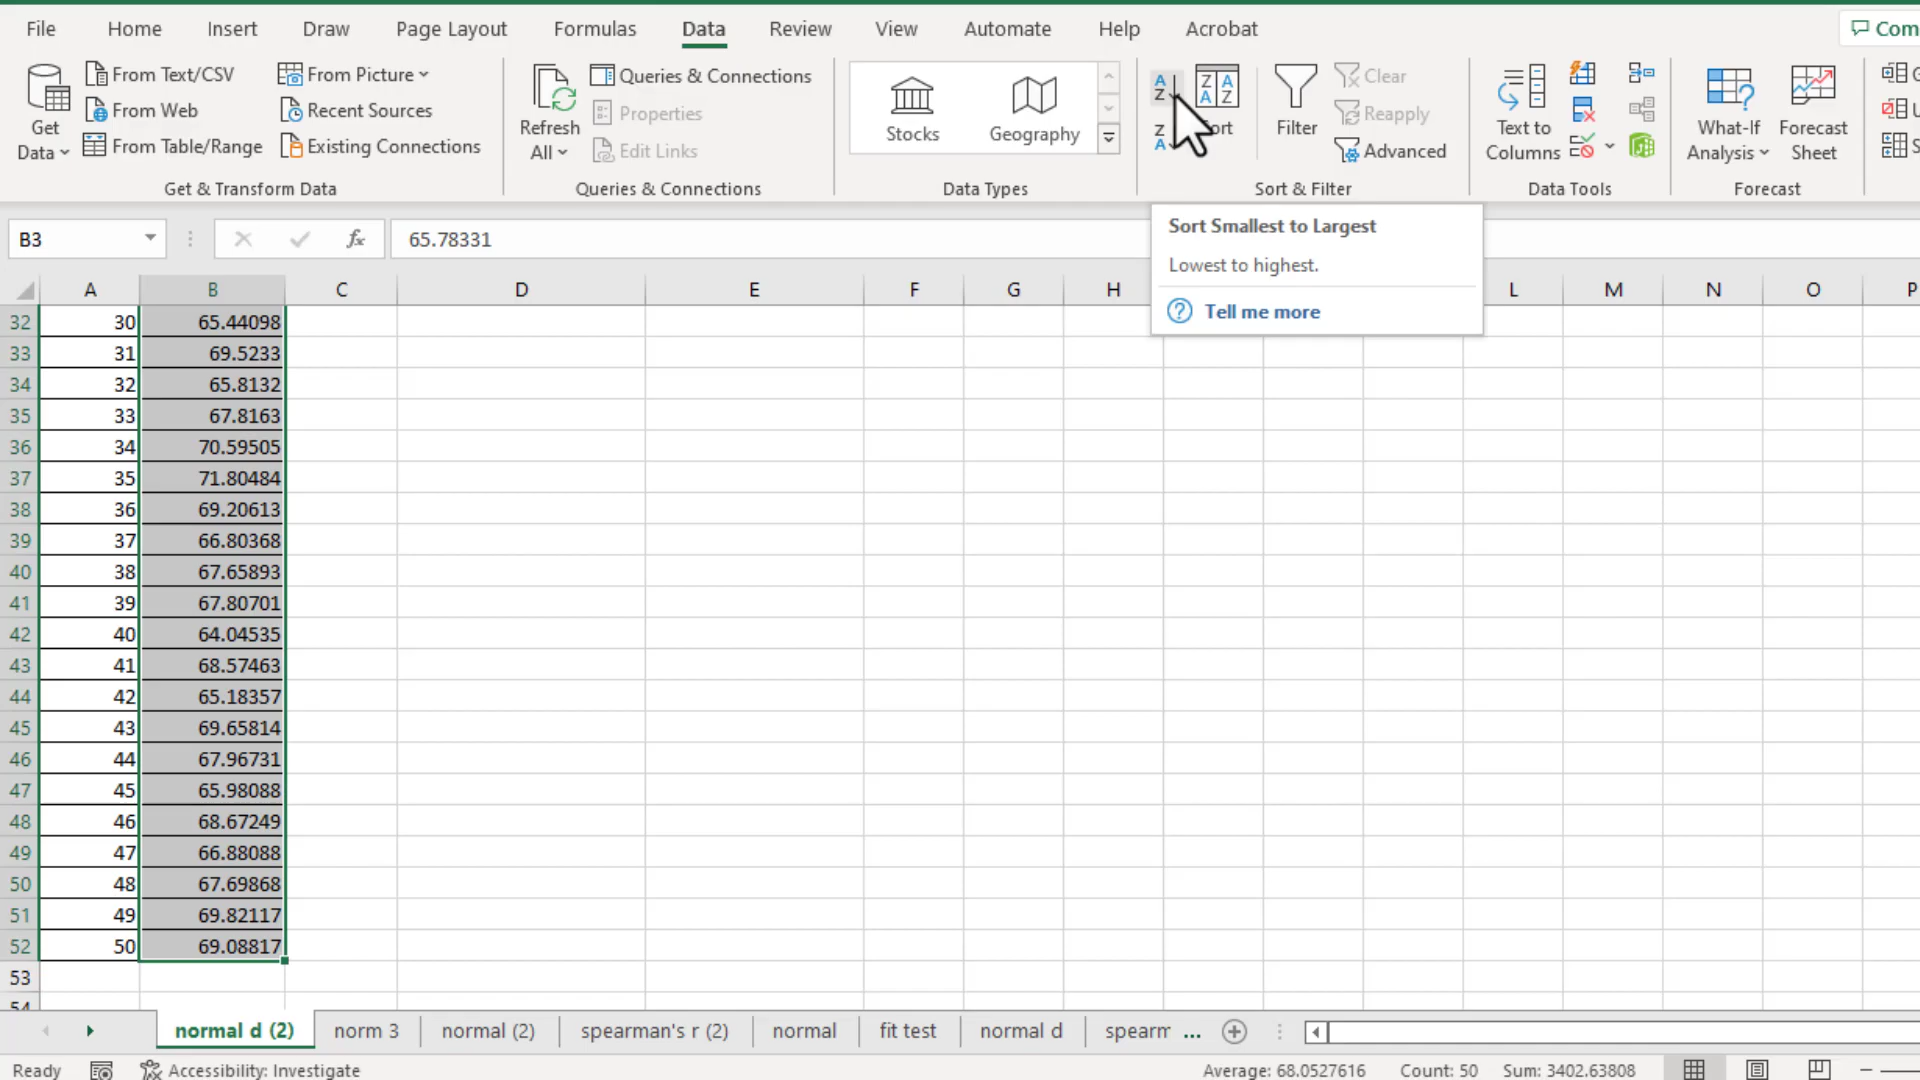 File Home Insert Draw Page Layout Formulas Data Review View Automate Help Acrobat Com
Get Data
From Text/CSV
From Web
From Table/Range
From Picture
Recent Sources
Existing Connections
Get & Transform Data
Refresh All
Queries & Connections
Properties
Edit Links
Queries & Connections
Stocks
Geography
Data Types
Sort
Filter
Clear
Reapply
Advanced
Sort & Filter
Text to Columns
Data Tools
What-If Analysis
Forecast Sheet
Forecast
B3 fx 65.78331
Sort Smallest to Largest
Lowest to highest.
Tell me more
A B C D E F G H L M N O P
32 30 65.44098
33 31 69.5233
34 32 65.8132
35 33 67.8163
36 34 70.59505
37 35 71.80484
38 36 69.20613
39 37 66.80368
40 38 67.65893
41 39 67.80701
42 40 64.04535
43 41 68.57463
44 42 65.18357
45 43 69.65814
46 44 67.96731
47 45 65.98088
48 46 68.67249
49 47 66.88088
50 48 67.69868
51 49 69.82117
52 50 69.08817
53
54
normal d (2) norm 3 normal (2) spearman's r (2) normal fit test normal d spearm ...
Ready Accessibility: Investigate Average: 68.0527616 Count: 50 Sum: 3402.63808